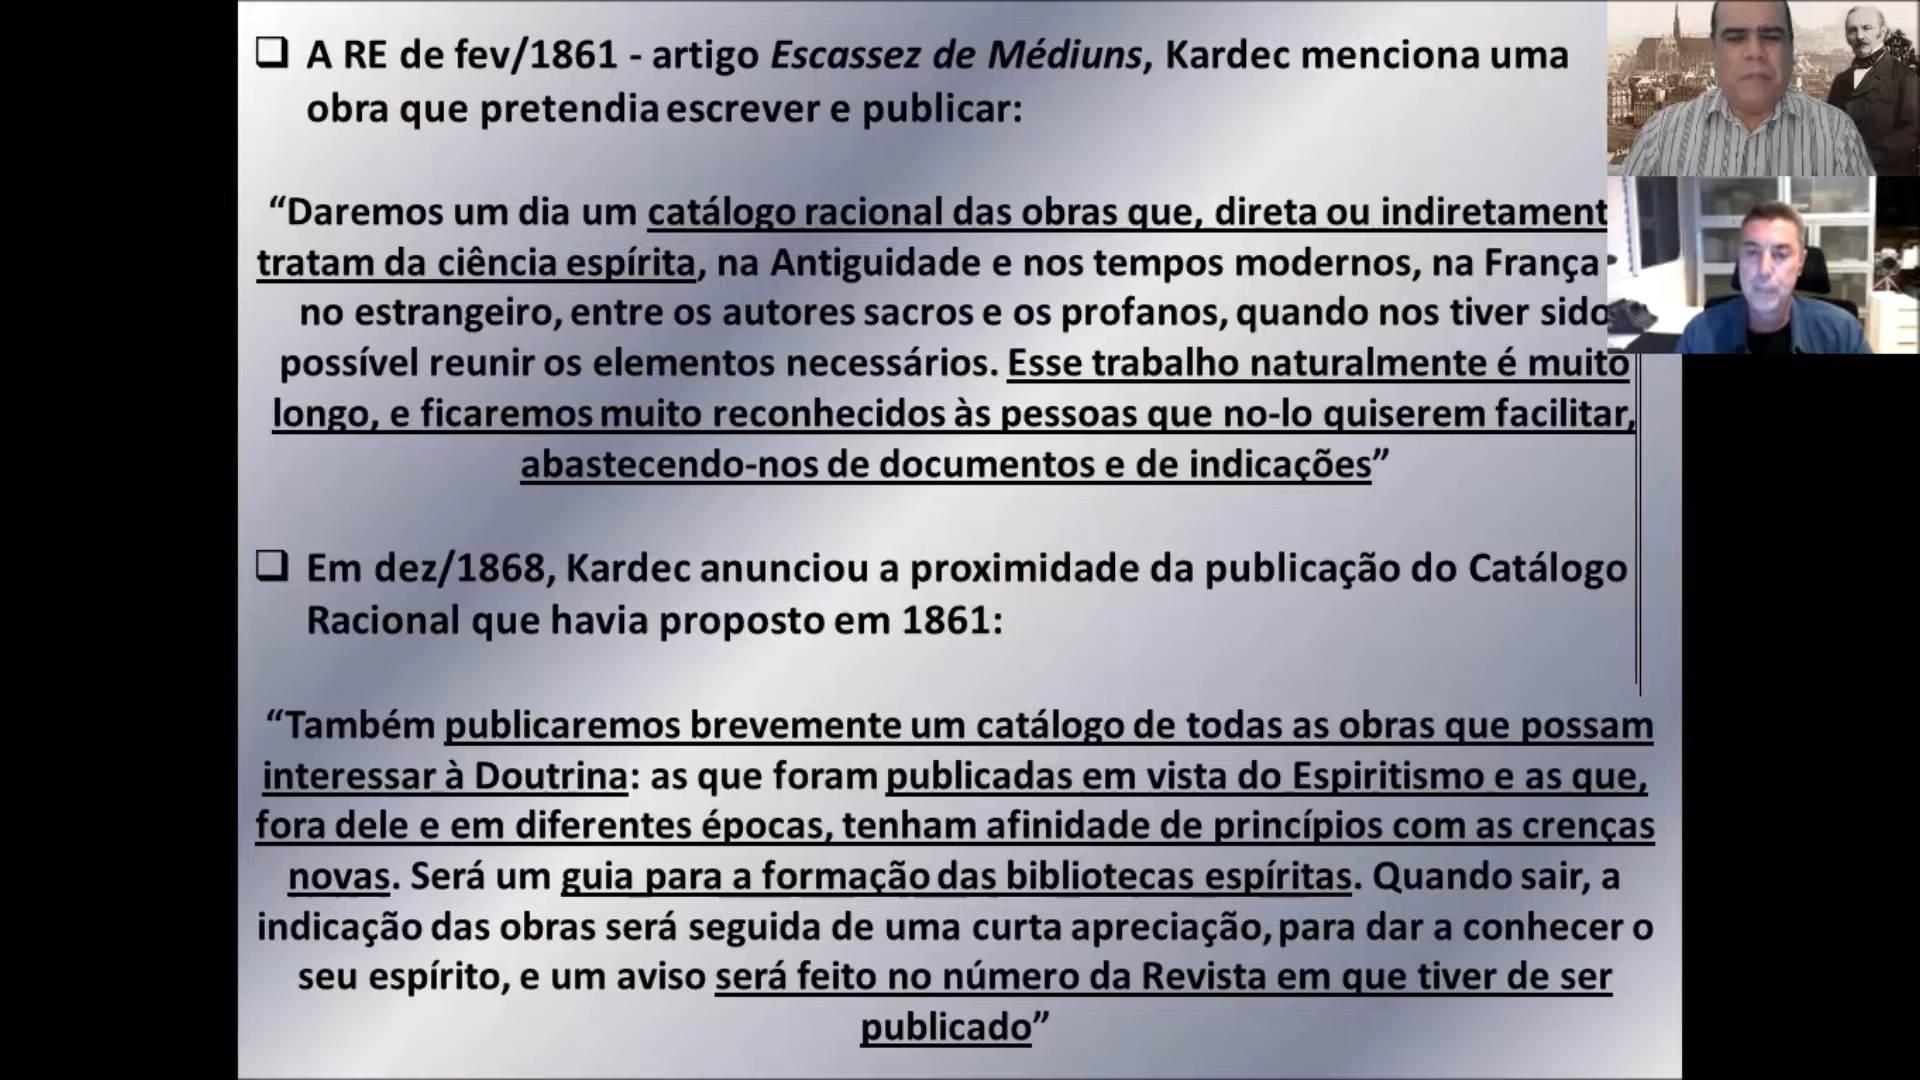 ❑ A RE de fev/1861 - artigo Escassez de Médiuns, Kardec menciona uma
obra que pretendia escrever e publicar:
“Daremos um dia um catálogo racional das obras que, direta ou indiretament
tratam da ciência espírita, na Antiguidade e nos tempos modernos, na França
no estrangeiro, entre os autores sacros e os profanos, quando nos tiver sido
possível reunir os elementos necessários. Esse trabalho naturalmente é muito
longo, e ficaremos muito reconhecidos às pessoas que no-lo quiserem facilitar,
abastecendo-nos de documentos e de indicações”
❑ Em dez/1868, Kardec anunciou a proximidade da publicação do Catálogo
Racional que havia proposto em 1861:
“Também publicaremos brevemente um catálogo de todas as obras que possam
interessar à Doutrina: as que foram publicadas em vista do Espiritismo e as que,
fora dele e em diferentes épocas, tenham afinidade de princípios com as crenças
novas. Será um guia para a formação das bibliotecas espíritas. Quando sair, a
indicação das obras será seguida de uma curta apreciação, para dar a conhecer o
seu espírito, e um aviso será feito no número da Revista em que tiver de ser
publicado”